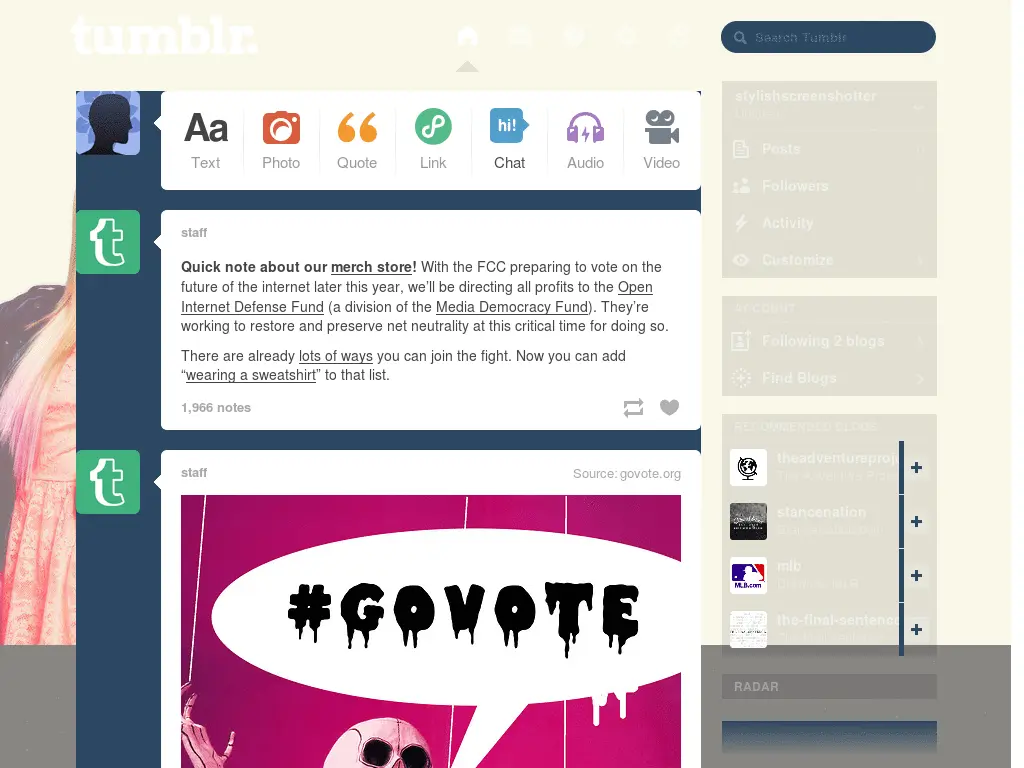 tumblr.
Search Tumblr
Aa
hi!
Text
Photo
Quote
Link
Chat
Audio
Video
staff
Quick note about our merch store! With the FCC preparing to vote on the
future of the internet later this year, we'll be directing all profits to the Open
Internet Defense Fund (a division of the Media Democracy Fund). They're
working to restore and preserve net neutrality at this critical time for doing so.
There are already lots of ways you can join the fight. Now you can add
“wearing a sweatshirt” to that list.
1,966 notes
staff
Source: govote.org
#GOVOTE
stylishscreenshotter
Untitled
Posts
Followers
Activity
Customize
ACCOUNT
Following 2 blogs
Find Blogs
RECOMMENDED BLOGS
theadventureproj
stancenation
mlb
MLB.com
the-final-sentence
RADAR